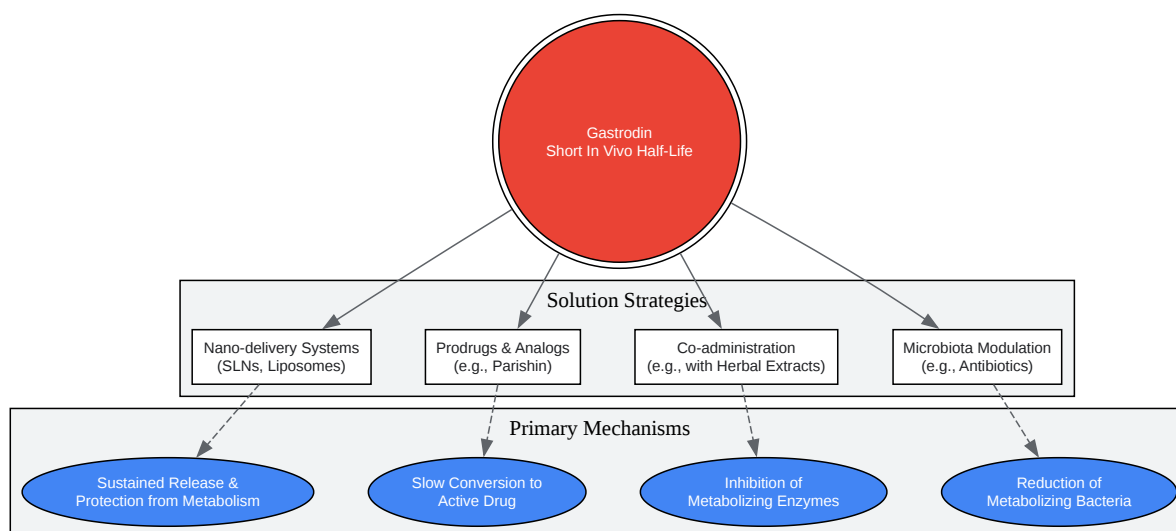 Gastrodin
Short In Vivo Half-Life
Solution Strategies
Nano-delivery Systems
(SLNs, Liposomes)
Prodrugs & Analogs
(e.g., Parishin)
Co-administration
(e.g., with Herbal Extracts)
Microbiota Modulation
(e.g., Antibiotics)
Primary Mechanisms
Sustained Release &
Protection from Metabolism
Slow Conversion to
Active Drug
Inhibition of
Metabolizing Enzymes
Reduction of
Metabolizing Bacteria